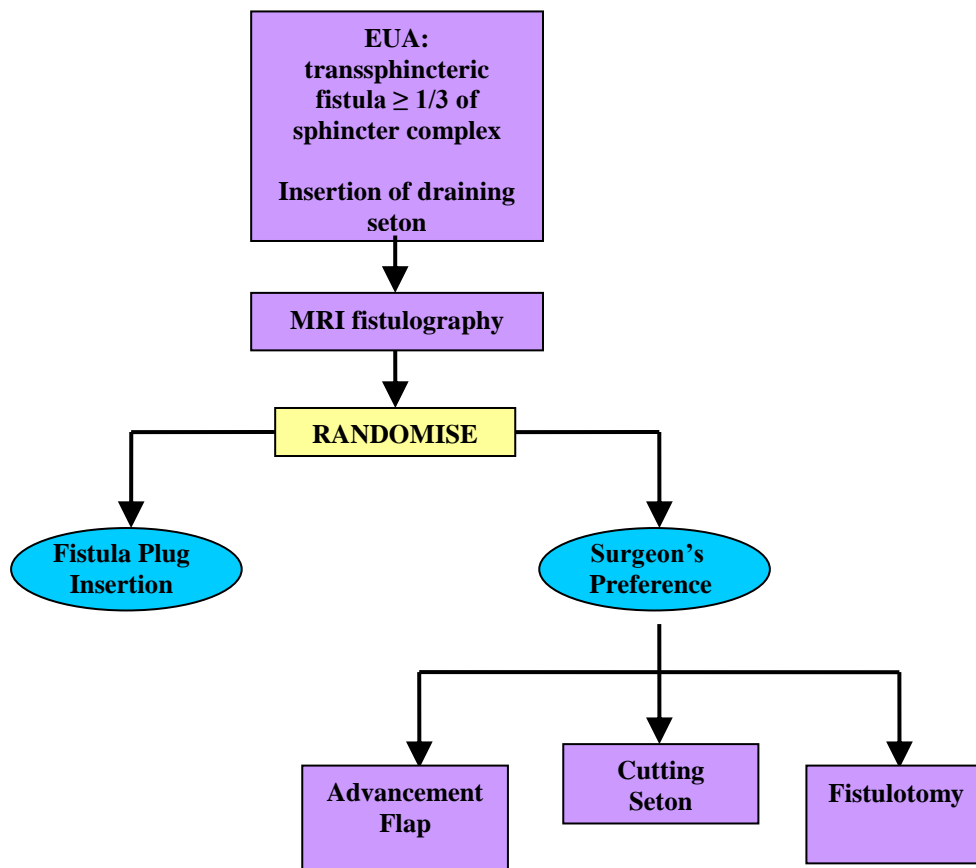 EUA:
transsphincteric
fistula ≥ 1/3 of
sphincter complex
Insertion of draining
seton
MRI fistulography
RANDOMISE
Fistula Plug
Insertion
Surgeon’s
Preference
Advancement
Flap
Cutting
Seton
Fistulotomy